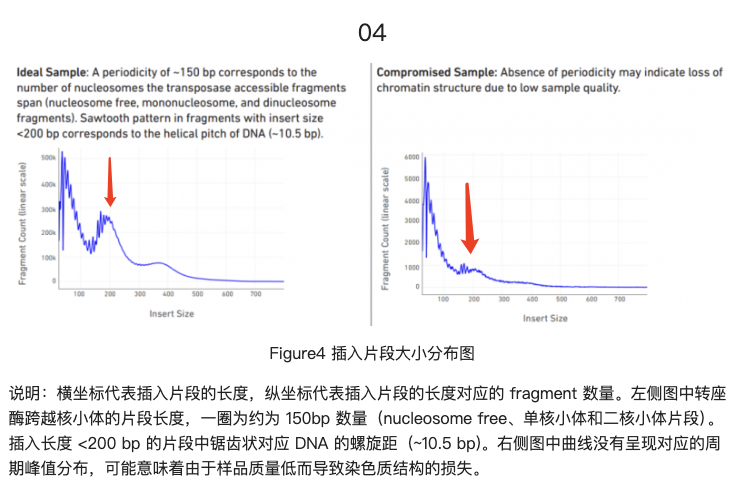 04
Ideal Sample: A periodicity of ~150 bp corresponds to the
number of nucleosomes the transposase accessible fragments
span (nucleosome free, mononucleosome, and dinucleosome
fragments). Sawtooth pattern in fragments with insert size
<200 bp corresponds to the helical pitch of DNA (~10.5 bp).
500k
400k
300k
200k
100k
0
Fragment Count (linear scale)
100 200 300 400 500 600 700
Insert Size
Compromised Sample: Absence of periodicity may indicate loss of
chromatin structure due to low sample quality.
6000
5000
4000
3000
2000
1000
0
Fragment Count (linear scale)
100 200 300 400 500 600 700
Insert Size
Figure4 插入片段大小分布图
说明：横坐标代表插入片段的长度，纵坐标代表插入片段的长度对应的 fragment 数量。左侧图中转座
酶跨越核小体的片段长度，一圈为约为 150bp 数量（nucleosome free、单核小体和二核小体片段）。
插入长度 <200 bp 的片段中锯齿状对应 DNA 的螺旋距（~10.5 bp）。右侧图中曲线没有呈现对应的周
期峰值分布，可能意味着由于样品质量低而导致染色质结构的损失。